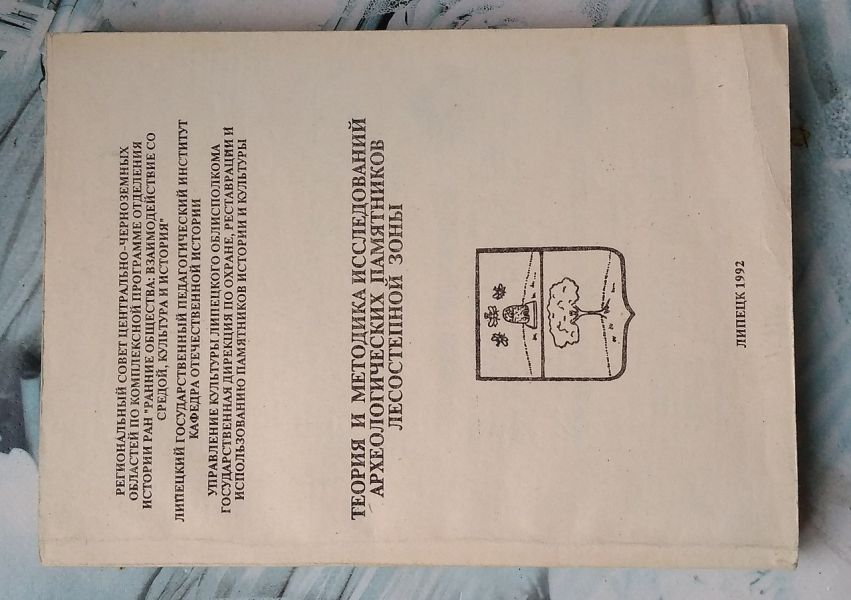 РЕГИОНАЛЬНЫЙ СОВЕТ ЦЕНТРАЛЬНО-ЧЕРНОЗЕМНЫХ
ОБЛАСТЕЙ ПО КОМПЛЕКСНОЙ ПРОГРАММЕ ОТДЕЛЕНИЯ
ИСТОРИИ РАН "РАННИЕ ОБЩЕСТВА: ВЗАИМОДЕЙСТВИЕ СО
СРЕДОЙ, КУЛЬТУРА И ИСТОРИЯ"
ЛИПЕЦКИЙ ГОСУДАРСТВЕННЫЙ ПЕДАГОГИЧЕСКИЙ ИНСТИТУТ
КАФЕДРА ОТЕЧЕСТВЕННОЙ ИСТОРИИ
УПРАВЛЕНИЕ КУЛЬТУРЫ ЛИПЕЦКОГО ОБЛИСПОЛКОМА
ГОСУДАРСТВЕННАЯ ДИРЕКЦИЯ ПО ОХРАНЕ, РЕСТАВРАЦИИ И
ИСПОЛЬЗОВАНИЮ ПАМЯТНИКОВ ИСТОРИИ И КУЛЬТУРЫ
ТЕОРИЯ И МЕТОДИКА ИССЛЕДОВАНИЙ
АРХЕОЛОГИЧЕСКИХ ПАМЯТНИКОВ
ЛЕСОСТЕПНОЙ ЗОНЫ
ЛИПЕЦК 1992